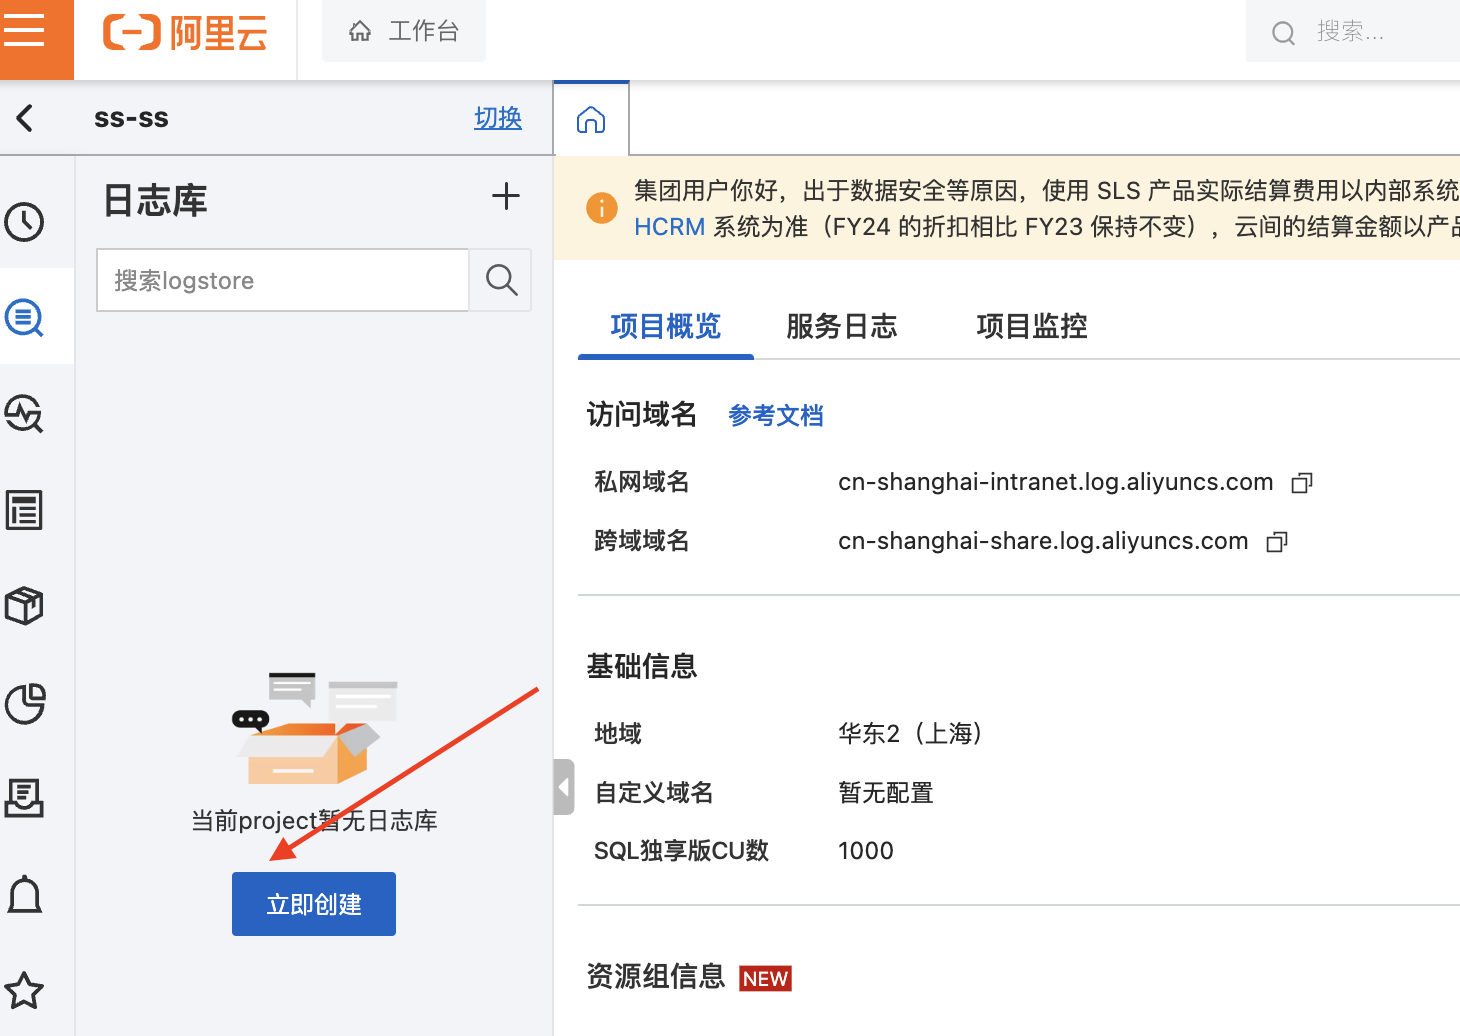 阿里云
工作台
搜索...
ss-ss
切换
日志库
搜索logstore
当前project暂无日志库
立即创建
集团用户你好，出于数据安全等原因，使用 SLS 产品实际结算费用以内部系统
HCRM 系统为准（FY24 的折扣相比 FY23 保持不变），云间的结算金额以产品
项目概览
服务日志
项目监控
访问域名
参考文档
私网域名
cn-shanghai-intranet.log.aliyuncs.com
跨域域名
cn-shanghai-share.log.aliyuncs.com
基础信息
地域
华东2（上海）
自定义域名
暂无配置
SQL独享版CU数
1000
资源组信息
NEW